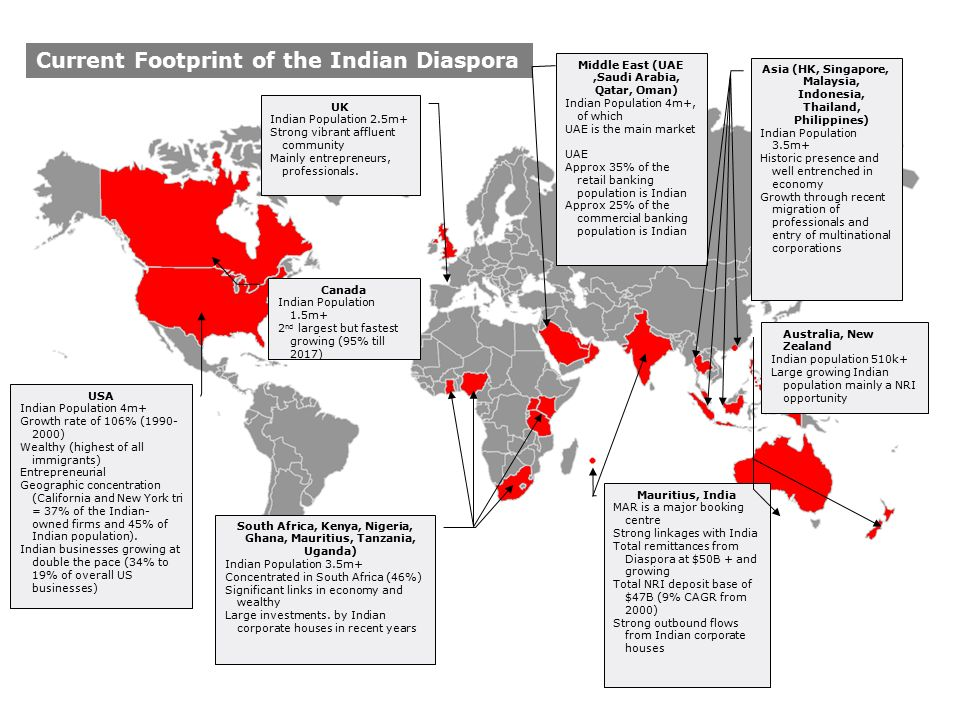 Current Footprint of the Indian Diaspora
UK
Indian Population 2.5m+
Strong vibrant affluent
community
Mainly entrepreneurs,
professionals.
Middle East (UAE
,Saudi Arabia,
Qatar, Oman)
Indian Population 4m+,
of which
UAE is the main market
UAE
Approx 35% of the
retail banking
population is Indian
Approx 25% of the
commercial banking
population is Indian
Asia (HK, Singapore,
Malaysia,
Indonesia,
Thailand,
Philippines)
Indian Population
3.5m+
Historic presence and
well entrenched in
economy
Growth through recent
migration of
professionals and
entry of multinational
corporations
Canada
Indian Population
1.5m+
2nd largest but fastest
growing (95% till
2017)
Australia, New
Zealand
Indian population 510k+
Large growing Indian
population mainly a NRI
opportunity
USA
Indian Population 4m+
Growth rate of 106% (1990-
2000)
Wealthy (highest of all
immigrants)
Entrepreneurial
Geographic concentration
(California and New York tri
= 37% of the Indian-
owned firms and 45% of
Indian population).
Indian businesses growing at
double the pace (34% to
19% of overall US
businesses)
South Africa, Kenya, Nigeria,
Ghana, Mauritius, Tanzania,
Uganda)
Indian Population 3.5m+
Concentrated in South Africa (46%)
Significant links in economy and
wealthy
Large investments. by Indian
corporate houses in recent years
Mauritius, India
MAR is a major booking
centre
Strong linkages with India
Total remittances from
Diaspora at $50B + and
growing
Total NRI deposit base of
$47B (9% CAGR from
2000)
Strong outbound flows
from Indian corporate
houses